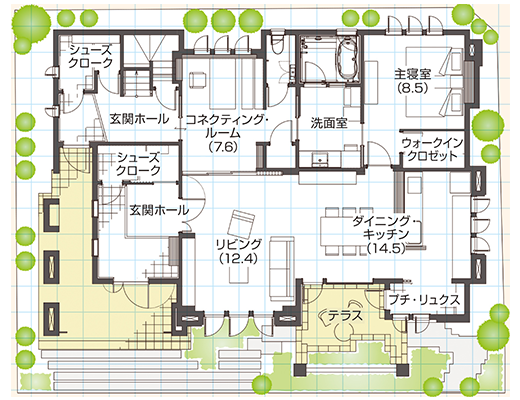 シューズ
クローク
玄関ホール
コネクティング・
ルーム
(7.6)
洗面室
主寝室
(8.5)
ウォークイン
クロゼット
シューズ
クローク
玄関ホール
リビング
(12.4)
ダイニング・
キッチン
(14.5)
テラス
プチ・リュクス